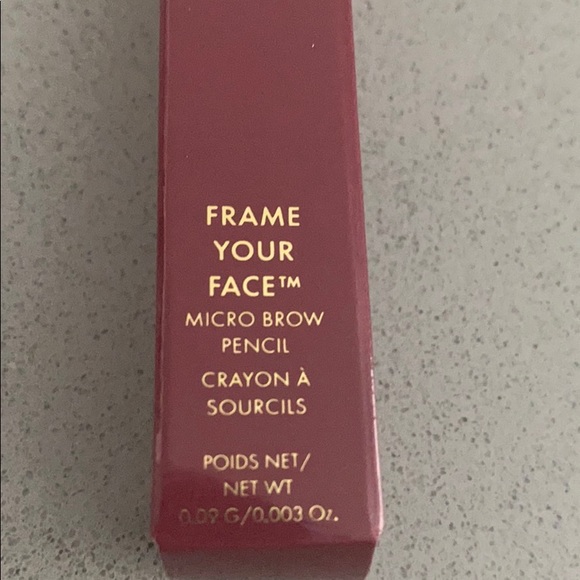 FRAME
YOUR
FACE™
MICRO BROW
PENCIL
CRAYON À
SOURCILS
POIDS NET/
NET WT
0.09 G/0.003 Oz.